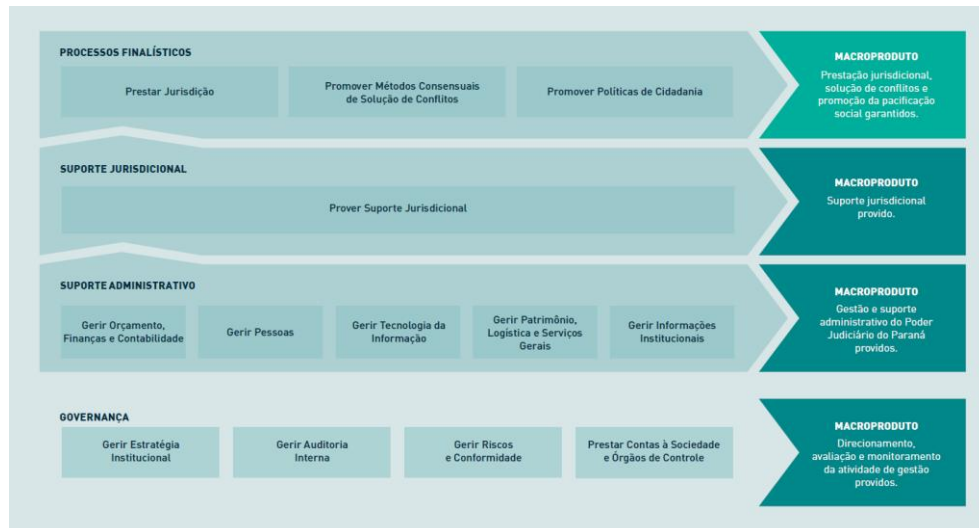 PROCESSOS FINALÍSTICOS
Prestar Jurisdição
Promover Métodos Consensuais
de Solução de Conflitos
Promover Políticas de Cidadania
MACROPRODUTO
Prestação jurisdicional,
solução de conflitos e
promoção da pacificação
social garantidos.
SUPORTE JURISDICIONAL
Prover Suporte Jurisdicional
MACROPRODUTO
Suporte jurisdicional
provido.
SUPORTE ADMINISTRATIVO
Gerir Orçamento,
Finanças e Contabilidade
Gerir Pessoas
Gerir Tecnologia da
Informação
Gerir Patrimônio,
Logística e Serviços
Gerais
Gerir Informações
Institucionais
MACROPRODUTO
Gestão e suporte
administrativo do Poder
Judiciário do Paraná
providos.
GOVERNANÇA
Gerir Estratégia
Institucional
Gerir Auditoria
Interna
Gerir Riscos
e Conformidade
Prestar Contas à Sociedade
e Órgãos de Controle
MACROPRODUTO
Direcionamento,
avaliação e monitoramento
da atividade de gestão
providos.